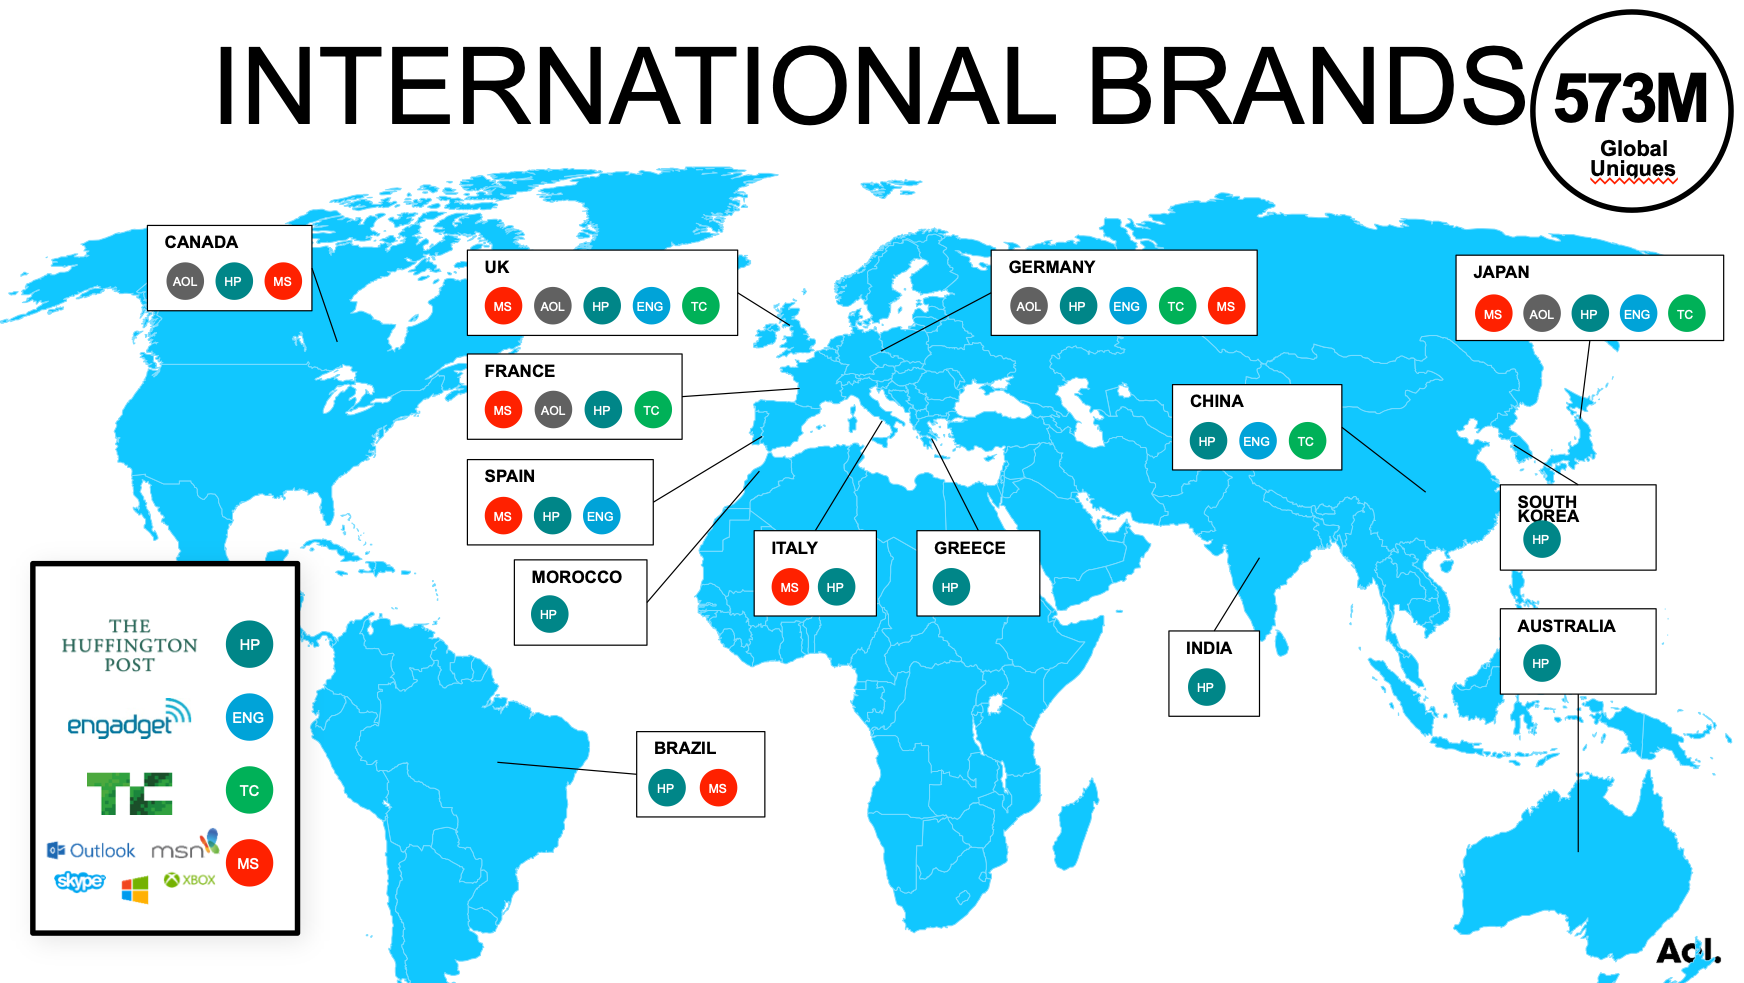 INTERNATIONAL BRANDS
573M
Global
Uniques
CANADA
AOL HP MS
UK
MS AOL HP ENG TC
GERMANY
AOL HP ENG TC MS
JAPAN
MS AOL HP ENG TC
FRANCE
MS AOL HP TC
CHINA
HP ENG TC
SPAIN
MS HP ENG
SOUTH
KOREA
HP
ITALY
MS HP
GREECE
HP
MOROCCO
HP
AUSTRALIA
HP
INDIA
HP
BRAZIL
HP MS
THE
HUFFINGTON
POST
HP
engadget
ENG
TC
TC
Outlook msn
MS
skype
XBOX
Aol.